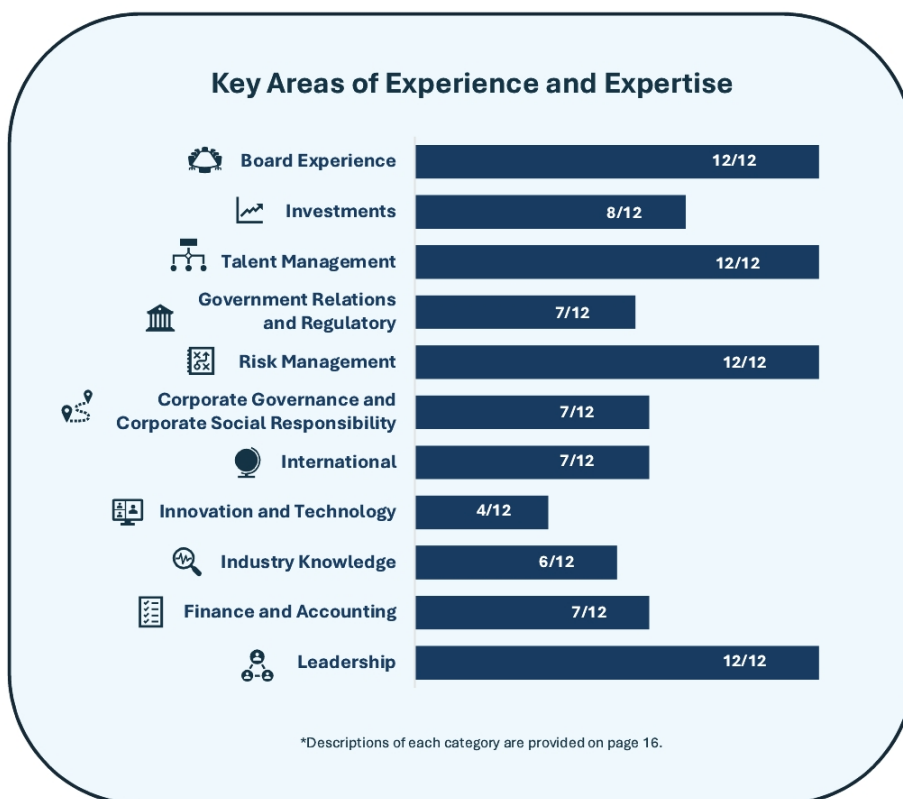 Key Areas of Experience and Expertise
Board Experience 12/12
Investments 8/12
Talent Management 12/12
Government Relations
and Regulatory 7/12
Risk Management 12/12
Corporate Governance and
Corporate Social Responsibility 7/12
International 7/12
Innovation and Technology 4/12
Industry Knowledge 6/12
Finance and Accounting 7/12
Leadership 12/12
*Descriptions of each category are provided on page 16.